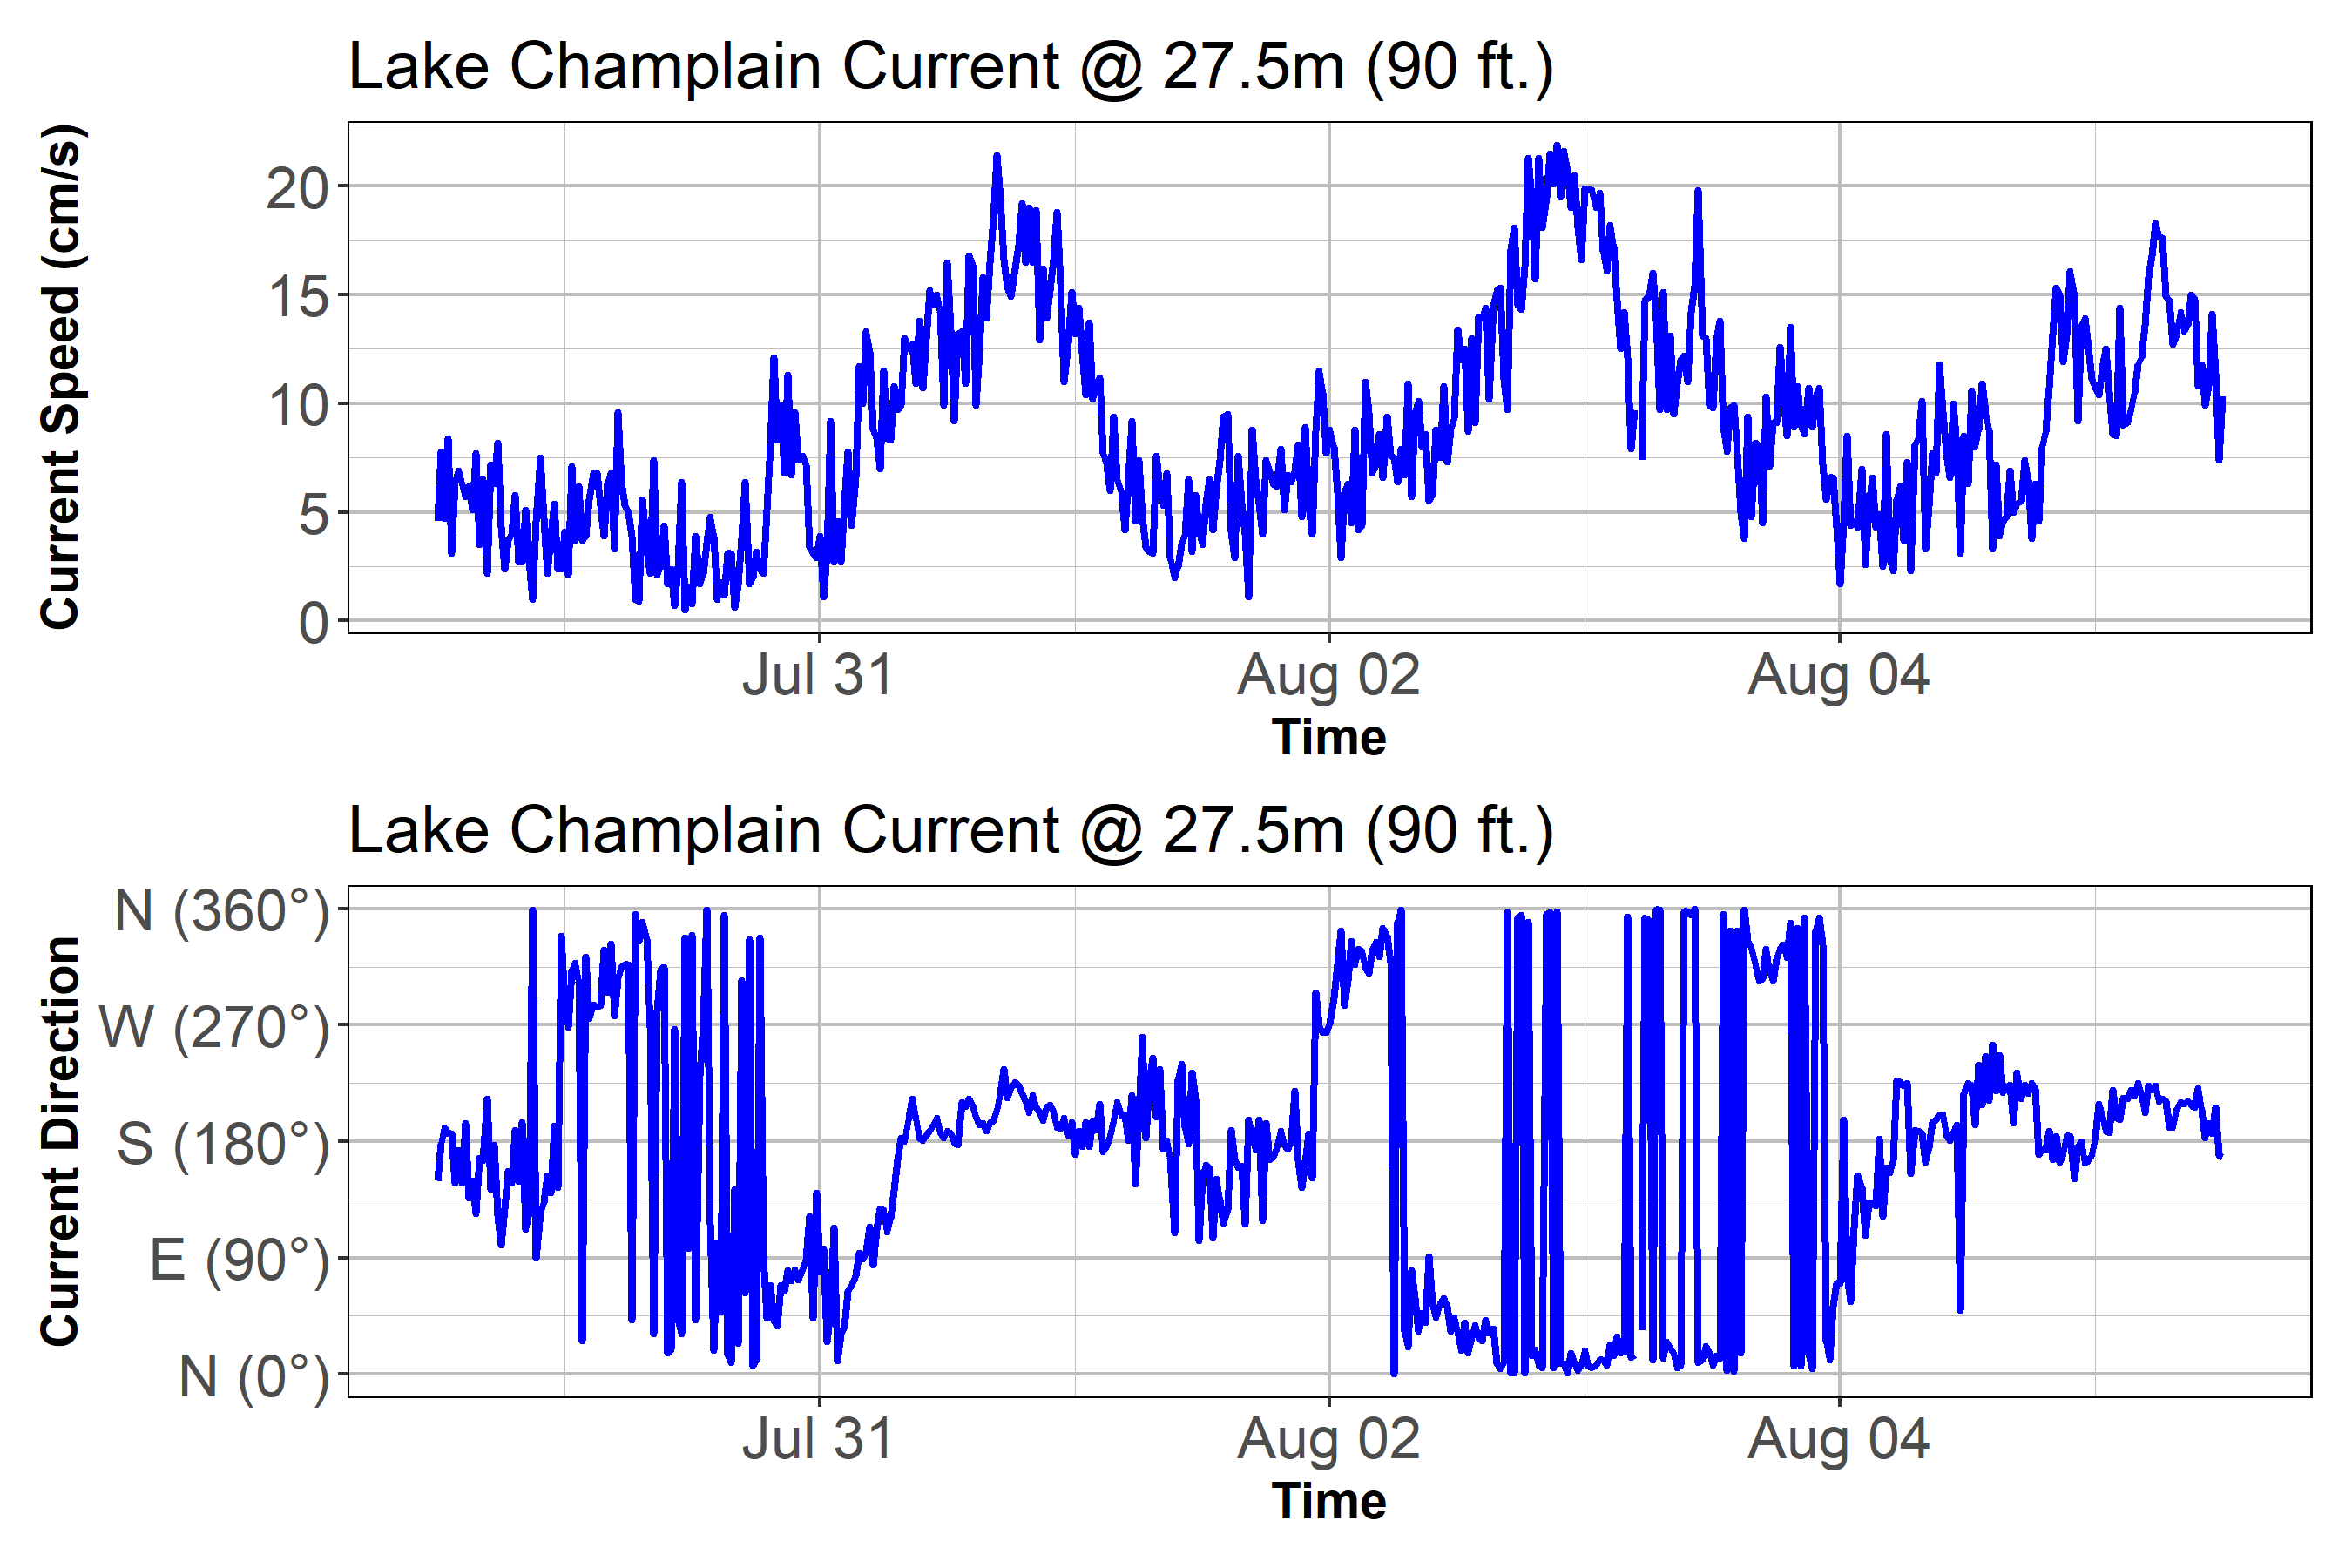 Lake Champlain Current @ 27.5m (90 ft.)
Current Speed (cm/s)
20
15
10
5
0
Jul 31
Aug 02
Aug 04
Time
Lake Champlain Current @ 27.5m (90 ft.)
Current Direction
N (360°)
W (270°)
S (180°)
E (90°)
N (0°)
Jul 31
Aug 02
Aug 04
Time